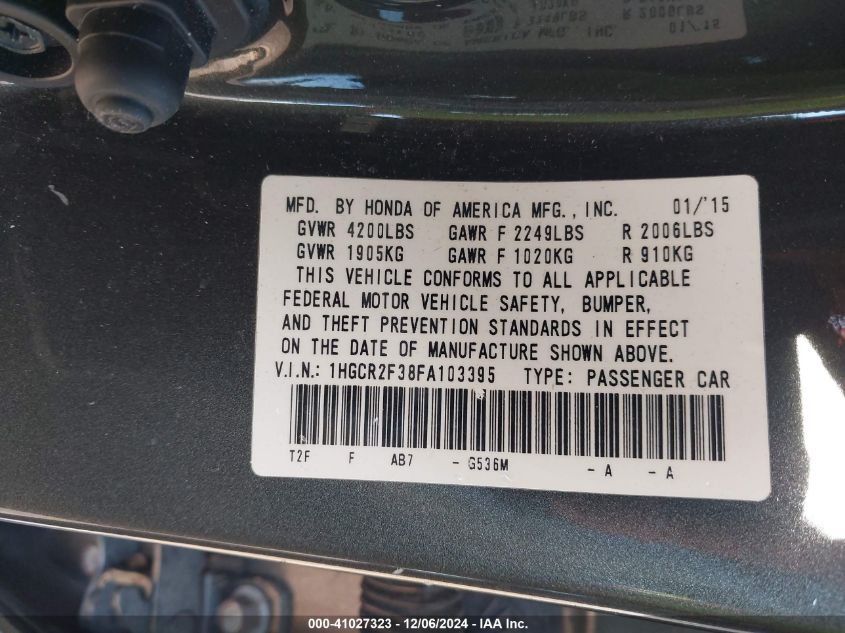 MFD. BY HONDA OF AMERICA MFG., INC. 01/'15
GVWR 4200LBS GAWR F 2249LBS R 2006LBS
GVWR 1905KG GAWR F 1020KG R 910KG
THIS VEHICLE CONFORMS TO ALL APPLICABLE
FEDERAL MOTOR VEHICLE SAFETY, BUMPER,
AND THEFT PREVENTION STANDARDS IN EFFECT
ON THE DATE OF MANUFACTURE SHOWN ABOVE.
V.I.N.: 1HGCR2F38FA103395 TYPE: PASSENGER CAR
T2F F AB7 - G536M - A - A
000-41027323 - 12/06/2024 - IAA Inc.